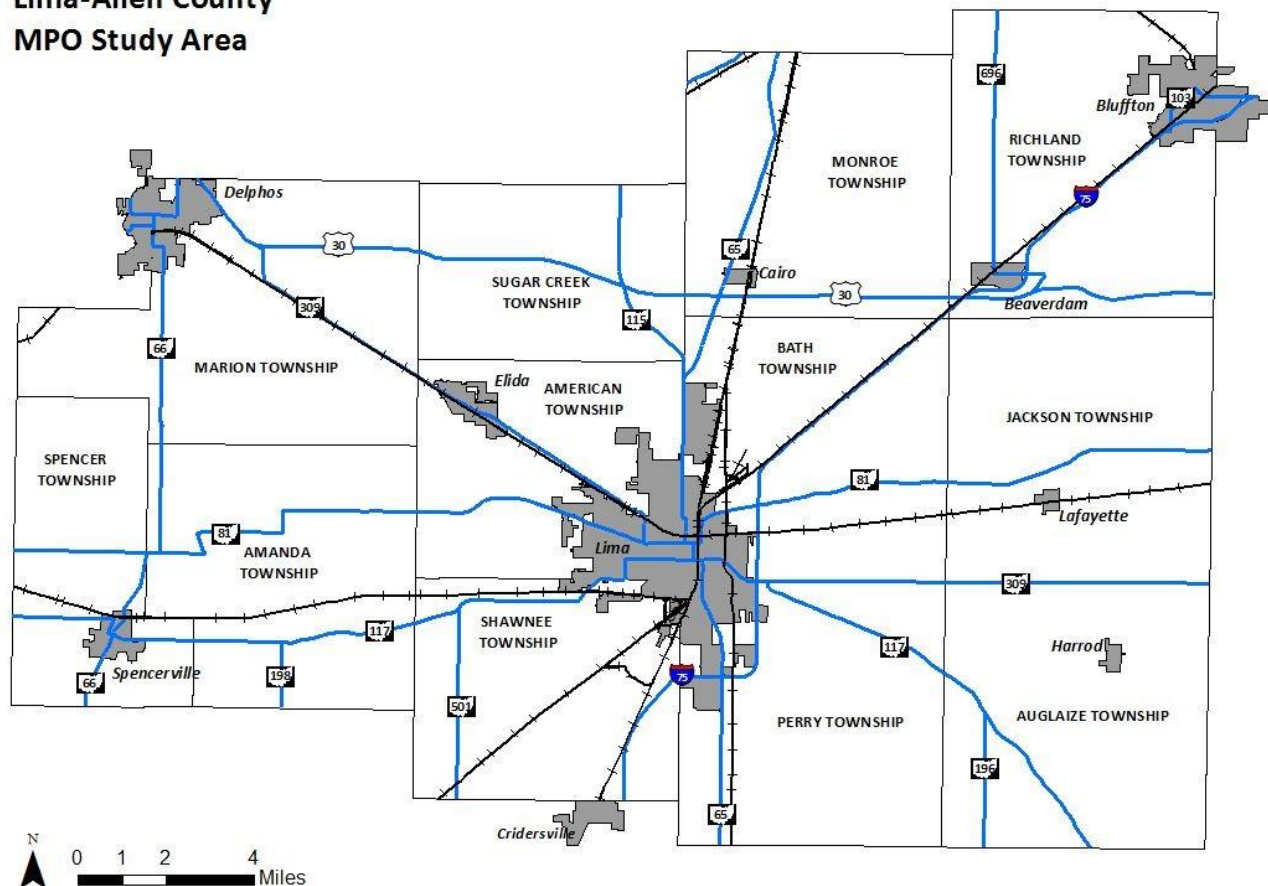 Lima-Allen County
MPO Study Area
696
103
Bluffton
RICHLAND
TOWNSHIP
MONROE
TOWNSHIP
75
Delphos
30
65
Cairo
SUGAR CREEK
TOWNSHIP
30
Beaverdam
309
115
66
MARION TOWNSHIP
BATH
TOWNSHIP
Elida
AMERICAN
TOWNSHIP
JACKSON TOWNSHIP
SPENCER
TOWNSHIP
81
Lafayette
81
Lima
AMANDA
TOWNSHIP
309
117
SHAWNEE
TOWNSHIP
117
Harrod
Spencerville
66
198
75
501
PERRY TOWNSHIP
AUGLAIZE TOWNSHIP
196
65
Cridersville
N
0 1 2 4
Miles